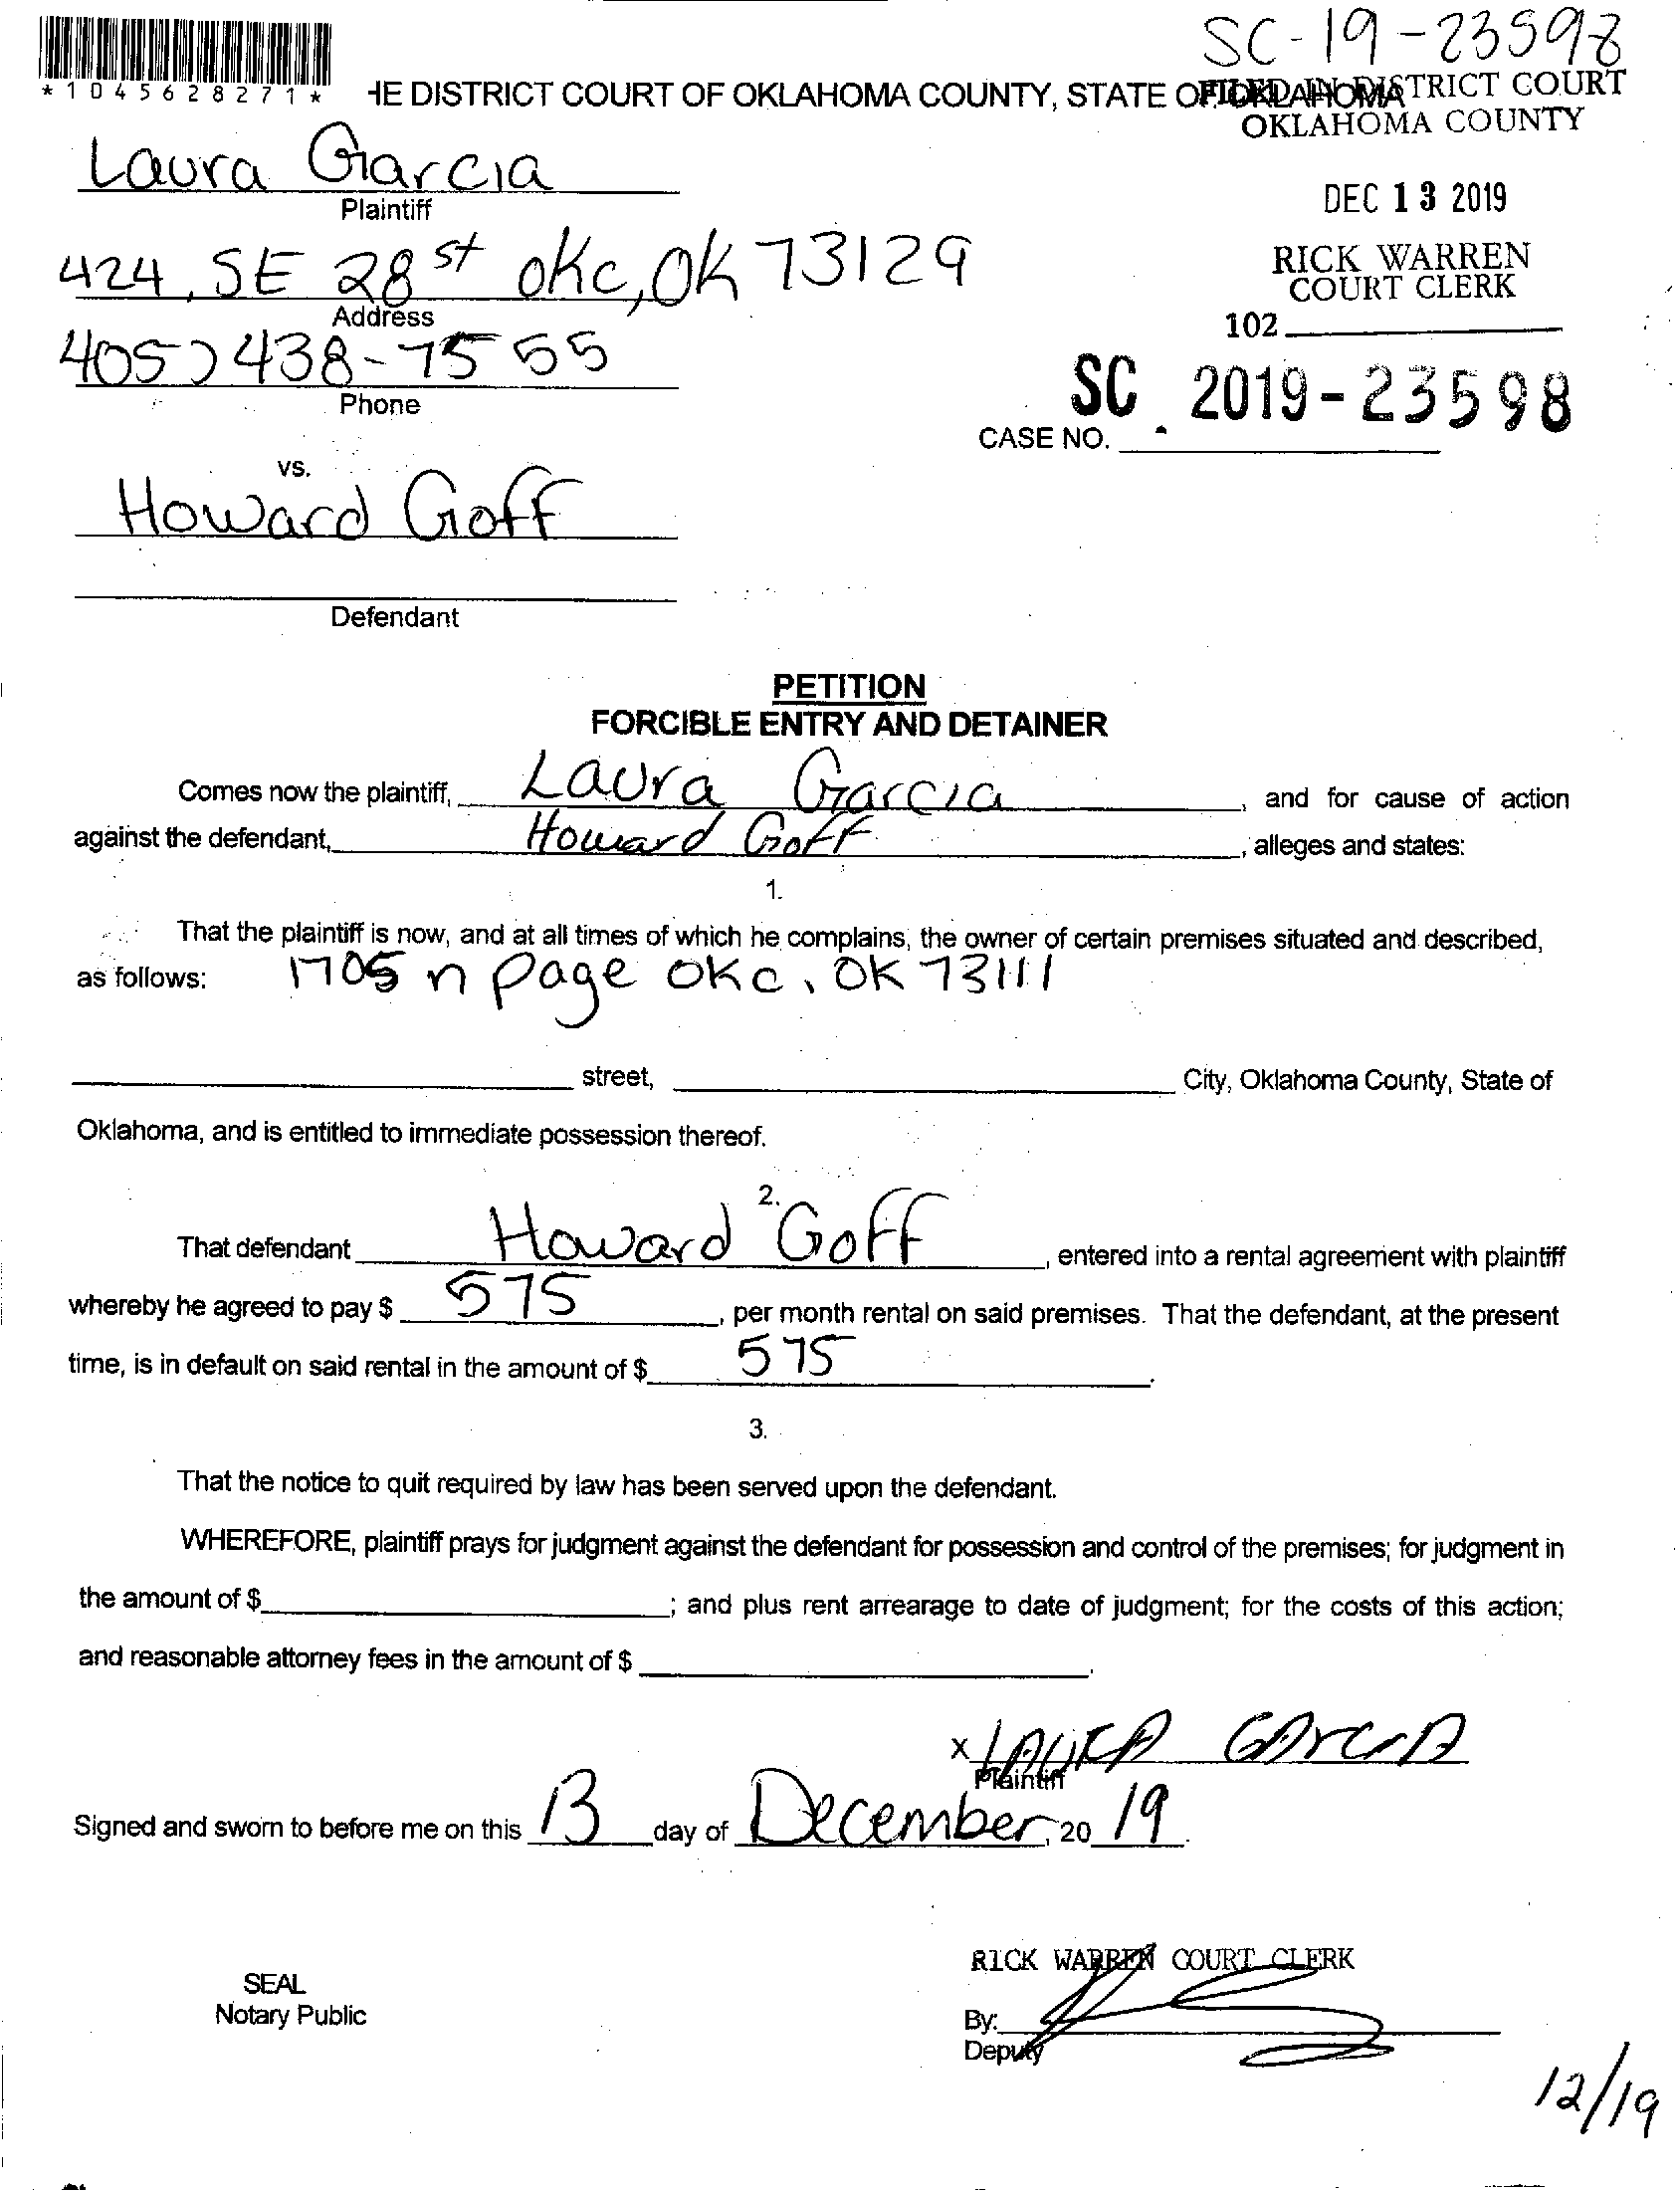 SC-19-23598
*1045628271*
HE DISTRICT COURT OF OKLAHOMA COUNTY, STATE OF OKLAHOMA
FILED IN DISTRICT COURT
OKLAHOMA COUNTY
Laura Garcia
Plaintiff
DEC 13 2019
424, SE 28 st okc, OK 73129
Address
RICK WARREN
COURT CLERK
102
405) 438-7555
Phone
SC 2019-23598
CASE NO.
vs.
Howard Goff
Defendant
PETITION
FORCIBLE ENTRY AND DETAINER
Comes now the plaintiff, Laura Garcia, and for cause of action
against the defendant, Howard Goff, alleges and states:
1.
That the plaintiff is now, and at all times of which he complains, the owner of certain premises situated and described,
as follows: 1705 n page okc, OK 73111
street, City, Oklahoma County, State of
Oklahoma, and is entitled to immediate possession thereof.
2.
That defendant Howard Goff, entered into a rental agreement with plaintiff
whereby he agreed to pay $ 575, per month rental on said premises. That the defendant, at the present
time, is in default on said rental in the amount of $ 575.
3.
That the notice to quit required by law has been served upon the defendant.
WHEREFORE, plaintiff prays for judgment against the defendant for possession and control of the premises; for judgment in
the amount of $ ; and plus rent arrearage to date of judgment; for the costs of this action;
and reasonable attorney fees in the amount of $ .
x LAURA GArciA
Plaintiff
Signed and sworn to before me on this 13 day of December, 20 19.
RICK WARREN COURT CLERK
SEAL
Notary Public
By:
Deputy
12/19